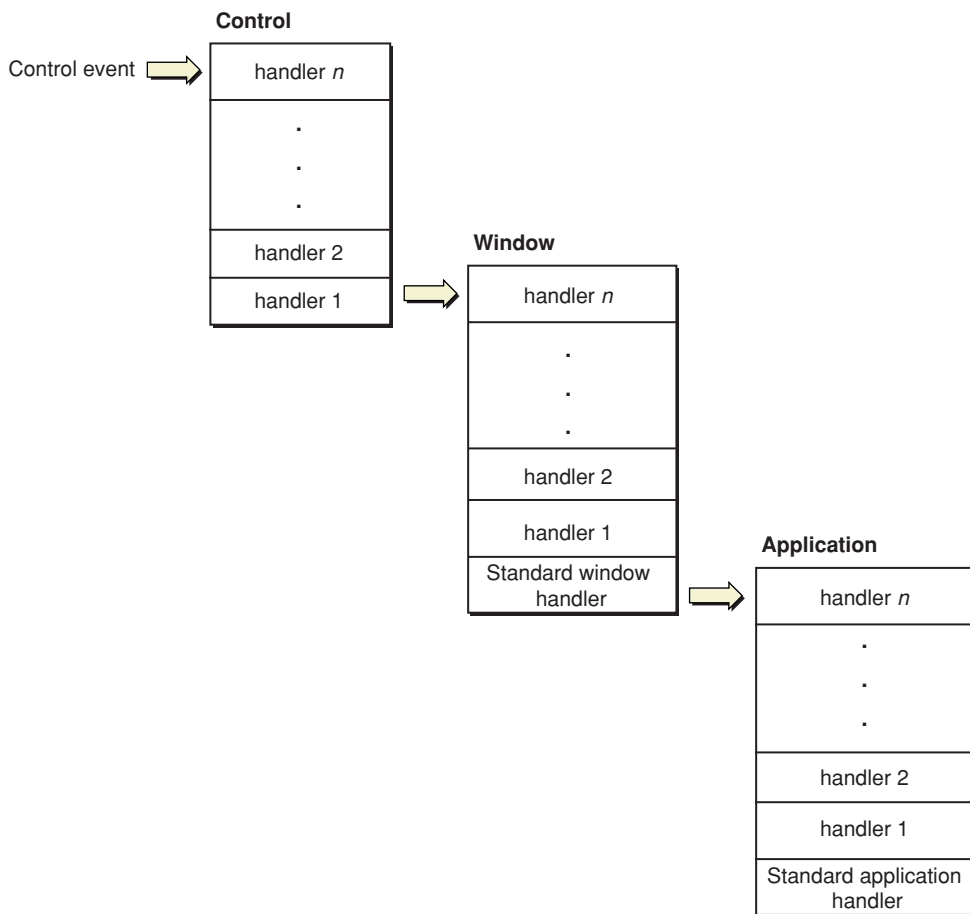 Control
Control event
handler n
.
.
.
handler 2
handler 1
Window
handler n
.
.
.
handler 2
handler 1
Standard window
handler
Application
handler n
.
.
.
handler 2
handler 1
Standard application
handler